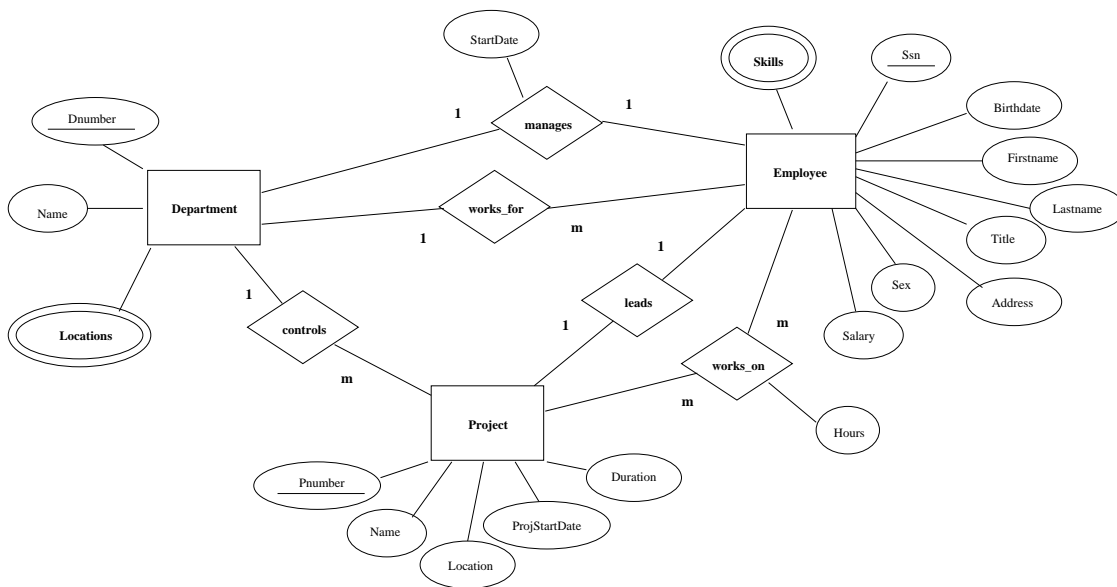 StartDate
Skills
Ssn
Dnumber
1
manages
1
Birthdate
Firstname
Employee
Name
Department
works_for
Lastname
1
m
Title
1
Sex
1
leads
Address
Locations
controls
1
m
Salary
m
works_on
m
Project
Hours
Pnumber
Duration
Name
ProjStartDate
Location